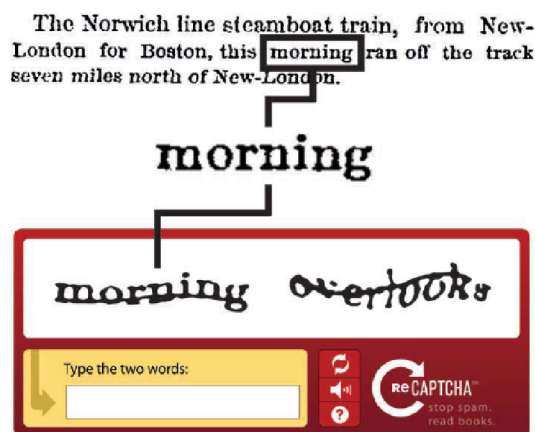 The Norwich line steamboat train, from New-
London for Boston, this morning ran off the track
seven miles north of New-London.
morning
morning overlooks
Type the two words:
?
reCAPTCHA™
stop spam.
read books.